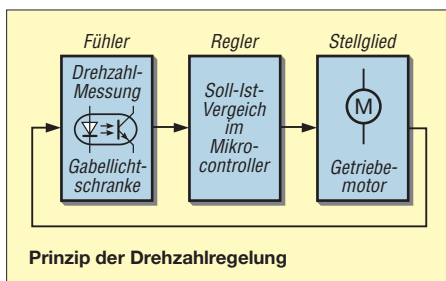 Fühler
Regler
Stellglied
Drehzahl-
Messung
Gabellicht-
schranke
Soll-Ist-
Vergeich
im
Mikro-
controller
M
Getriebe-
motor
Prinzip der Drehzahlregelung